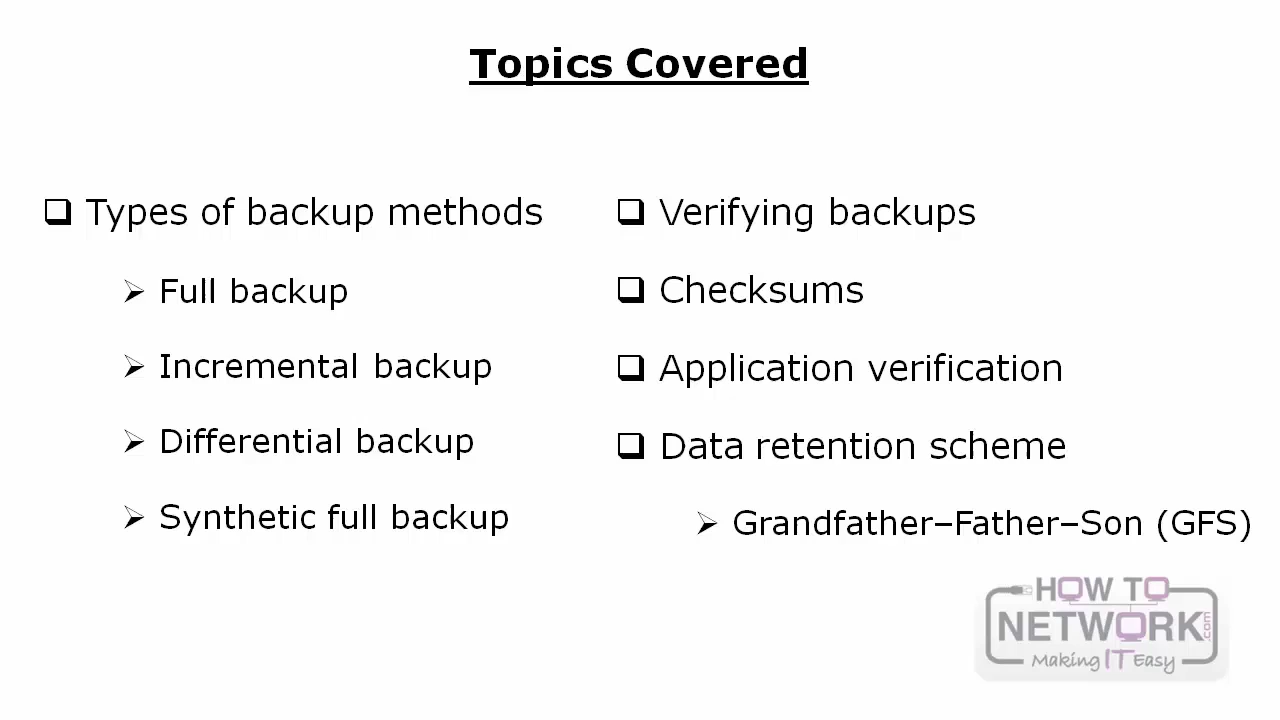 Topics Covered
Types of backup methods
Full backup
Incremental backup
Differential backup
Synthetic full backup
Verifying backups
Checksums
Application verification
Data retention scheme
Grandfather–Father–Son (GFS)
HOW TO
NETWORK.com
Making IT Easy